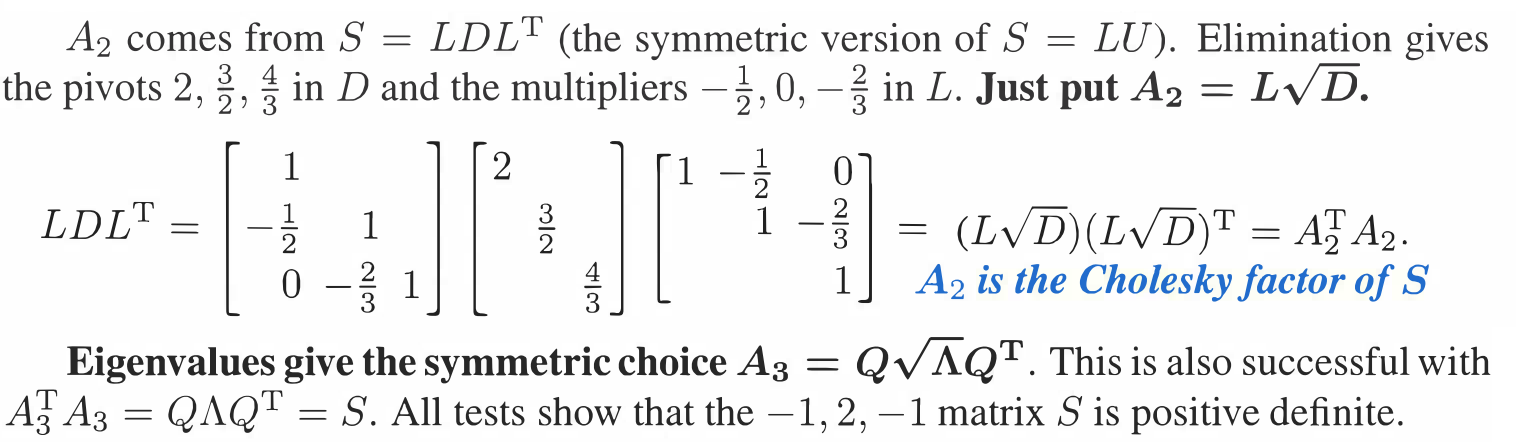 A₂ comes from S = LDLᵀ (the symmetric version of S = LU). Elimination gives
the pivots 2, 3/2, 4/3 in D and the multipliers −1/2, 0, −2/3 in L. Just put A₂ = L√D.
LDLᵀ = [1; −1/2 1; 0 −2/3 1] [2; 3/2; 4/3] [1 −1/2 0; 1 −2/3; 1] = (L√D)(L√D)ᵀ = A₂ᵀA₂.
A₂ is the Cholesky factor of S
Eigenvalues give the symmetric choice A₃ = Q√ΛQᵀ. This is also successful with
A₃ᵀA₃ = QΛQᵀ = S. All tests show that the −1, 2, −1 matrix S is positive definite.